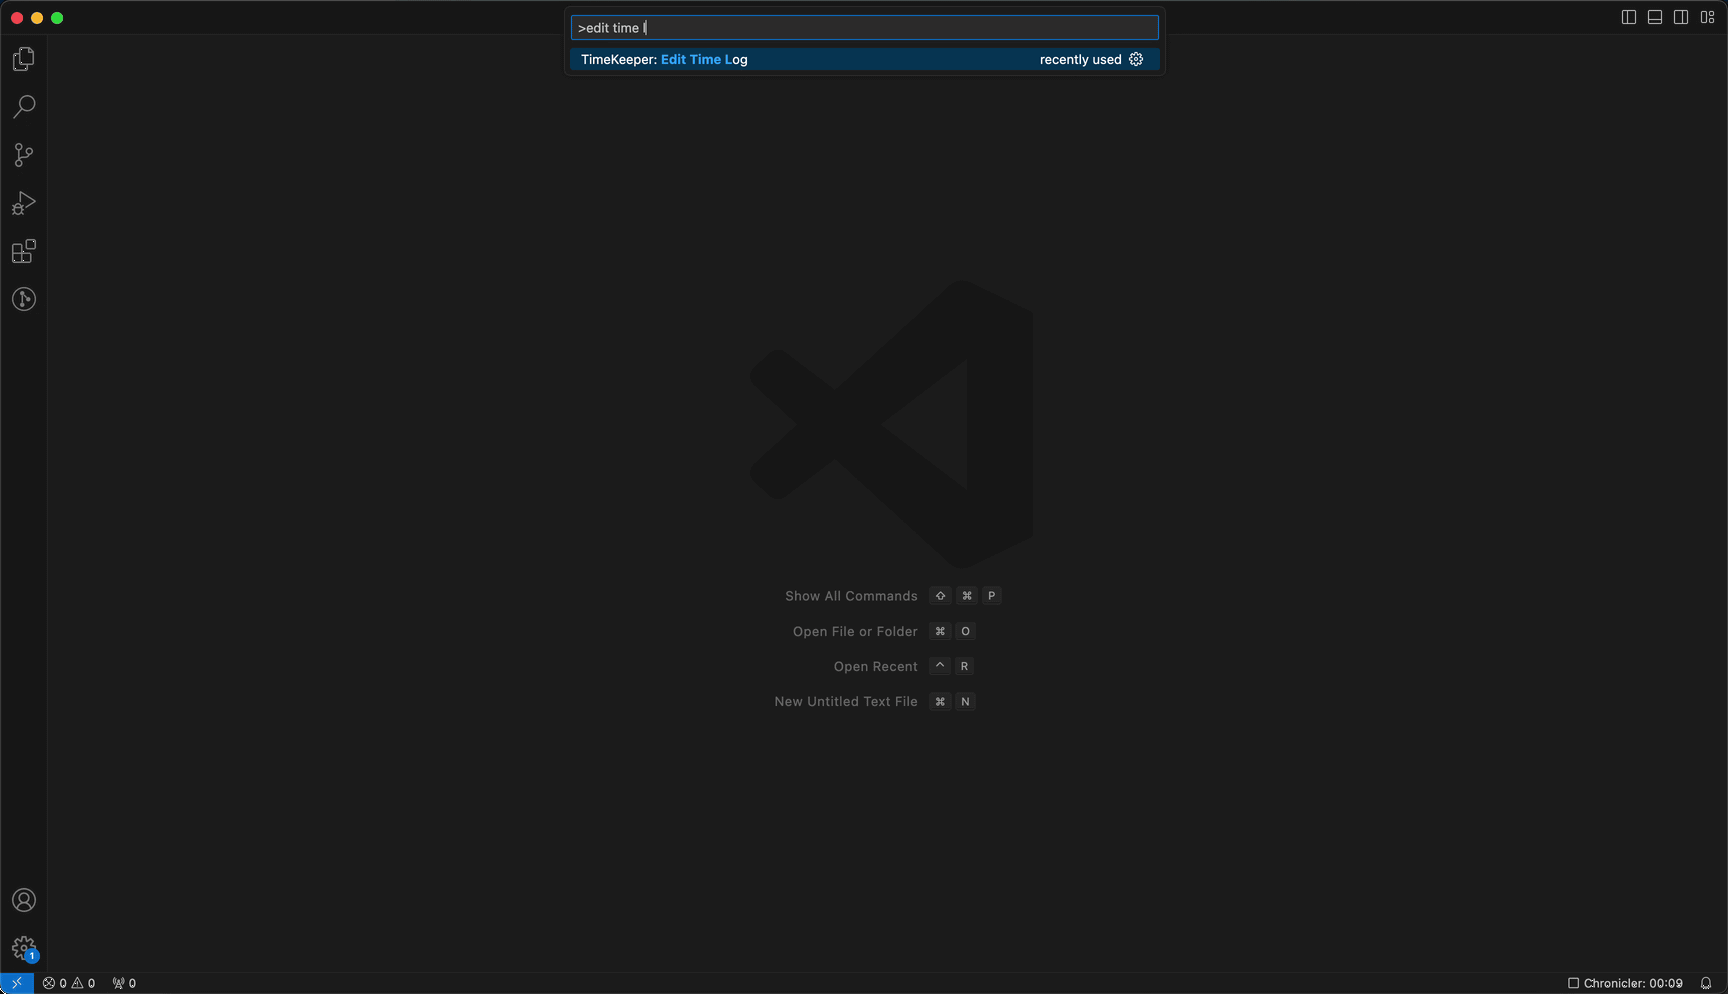 >edit time l
TimeKeeper: Edit Time Log recently used
Show All Commands ⇧ ⌘ P
Open File or Folder ⌘ O
Open Recent ^ R
New Untitled Text File ⌘ N
1
0 0 0
Chronicler: 00:09